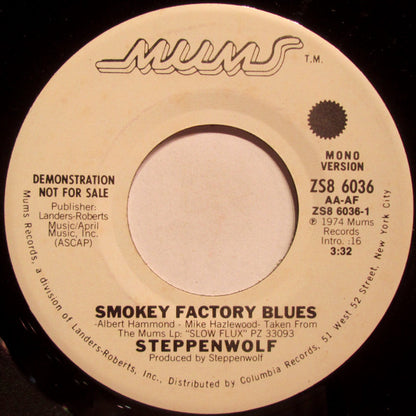 MUMS T.M.
DEMONSTRATION
NOT FOR SALE
Publisher:
Landers-Roberts
Music/April
Music, Inc.
(ASCAP)
MONO
VERSION
ZS8 6036
AA-AF
ZS8 6036-1
℗ 1974 Mums
Records
Intro.: 16
3:32
SMOKEY FACTORY BLUES
-Albert Hammond - Mike Hazlewood- Taken From
The Mums Lp: "SLOW FLUX" PZ 33093
STEPPENWOLF
Produced by Steppenwolf
Mums Records, a division of Landers-Roberts, Inc., Distributed by Columbia Records, 51 West 52 Street, New York City